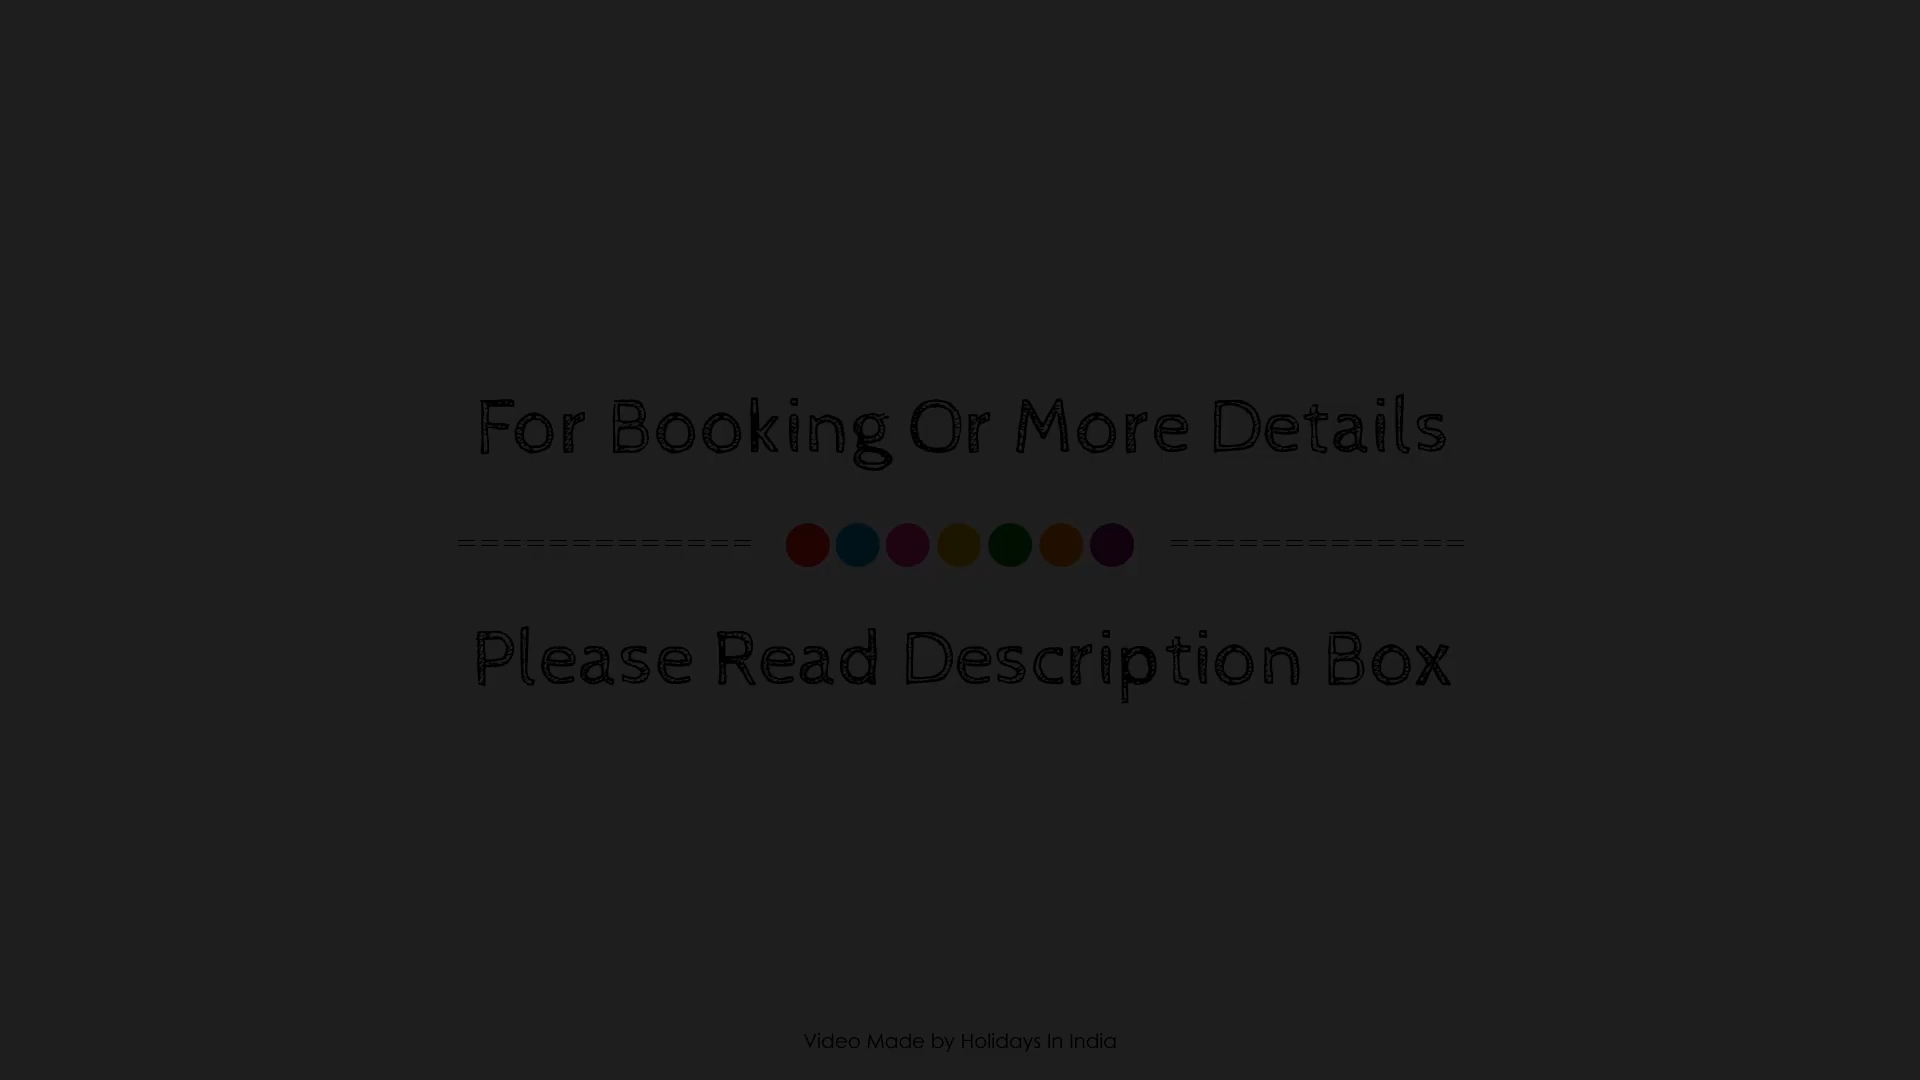 For Booking Or More Details
============= =============
Please Read Description Box
Video Made by Holidays In India